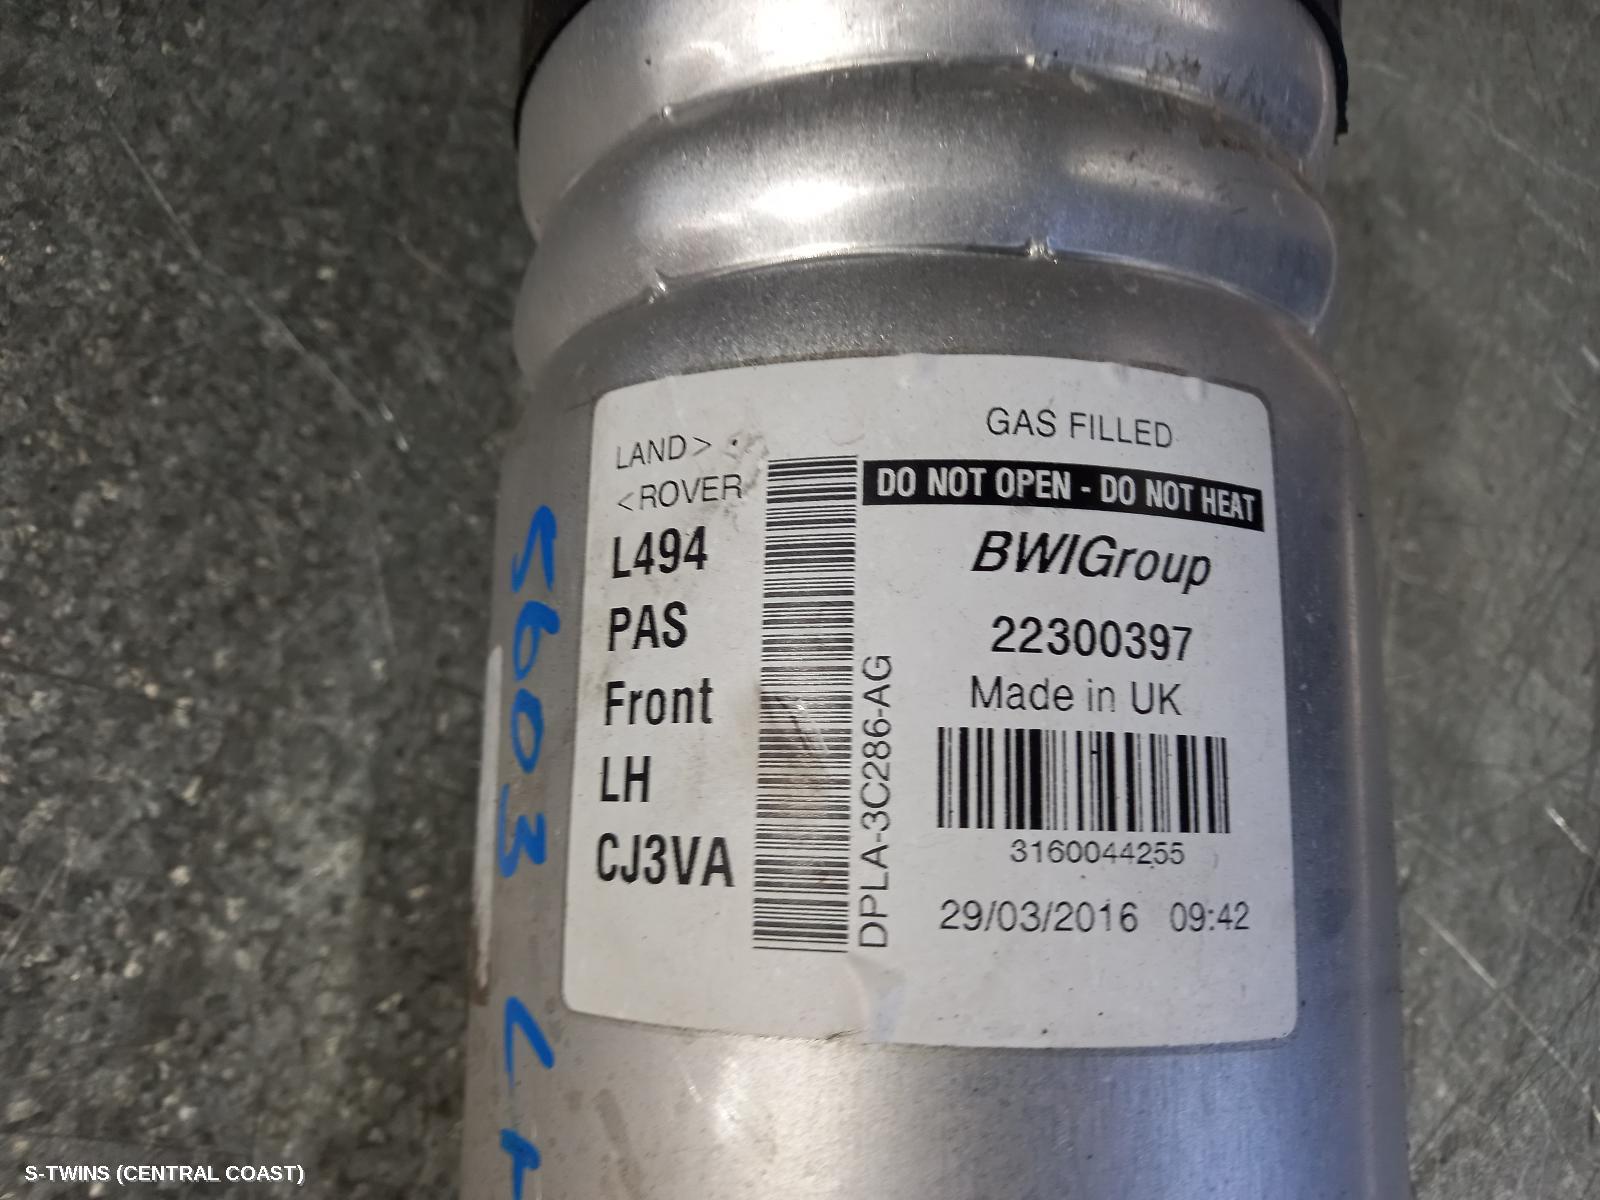 LAND>
<ROVER
L494
PAS
Front
LH
CJ3VA
DPLA-3C286-AG
GAS FILLED
DO NOT OPEN - DO NOT HEAT
BWIGroup
22300397
Made in UK
3160044255
29/03/2016 09:42
5603
S-TWINS (CENTRAL COAST)